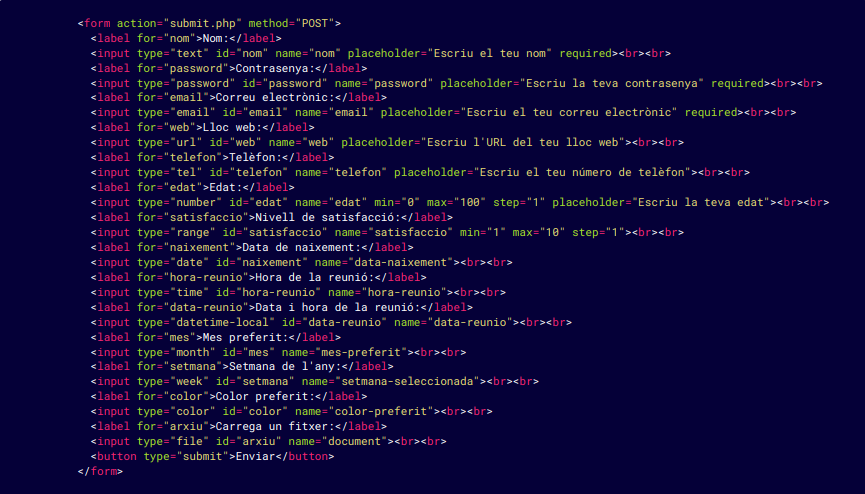 <form action="submit.php" method="POST">
<label for="nom">Nom:</label>
<input type="text" id="nom" name="nom" placeholder="Escriu el teu nom" required><br><br>
<label for="password">Contrasenya:</label>
<input type="password" id="password" name="password" placeholder="Escriu la teva contrasenya" required><br><br>
<label for="email">Correu electrònic:</label>
<input type="email" id="email" name="email" placeholder="Escriu el teu correu electrònic" required><br><br>
<label for="web">Lloc web:</label>
<input type="url" id="web" name="web" placeholder="Escriu l'URL del teu lloc web"><br><br>
<label for="telefon">Telèfon:</label>
<input type="tel" id="telefon" name="telefon" placeholder="Escriu el teu número de telèfon"><br><br>
<label for="edat">Edat:</label>
<input type="number" id="edat" name="edat" min="0" max="100" step="1" placeholder="Escriu la teva edat"><br><br>
<label for="satisfaccio">Nivell de satisfacció:</label>
<input type="range" id="satisfaccio" name="satisfaccio" min="1" max="10" step="1"><br><br>
<label for="naixement">Data de naixement:</label>
<input type="date" id="naixement" name="data-naixement"><br><br>
<label for="hora-reunio">Hora de la reunió:</label>
<input type="time" id="hora-reunio" name="hora-reunio"><br><br>
<label for="data-reunio">Data i hora de la reunió:</label>
<input type="datetime-local" id="data-reunio" name="data-reunio"><br><br>
<label for="mes">Mes preferit:</label>
<input type="month" id="mes" name="mes-preferit"><br><br>
<label for="setmana">Setmana de l'any:</label>
<input type="week" id="setmana" name="setmana-seleccionada"><br><br>
<label for="color">Color preferit:</label>
<input type="color" id="color" name="color-preferit"><br><br>
<label for="arxiu">Carrega un fitxer:</label>
<input type="file" id="arxiu" name="document"><br><br>
<button type="submit">Enviar</button>
</form>